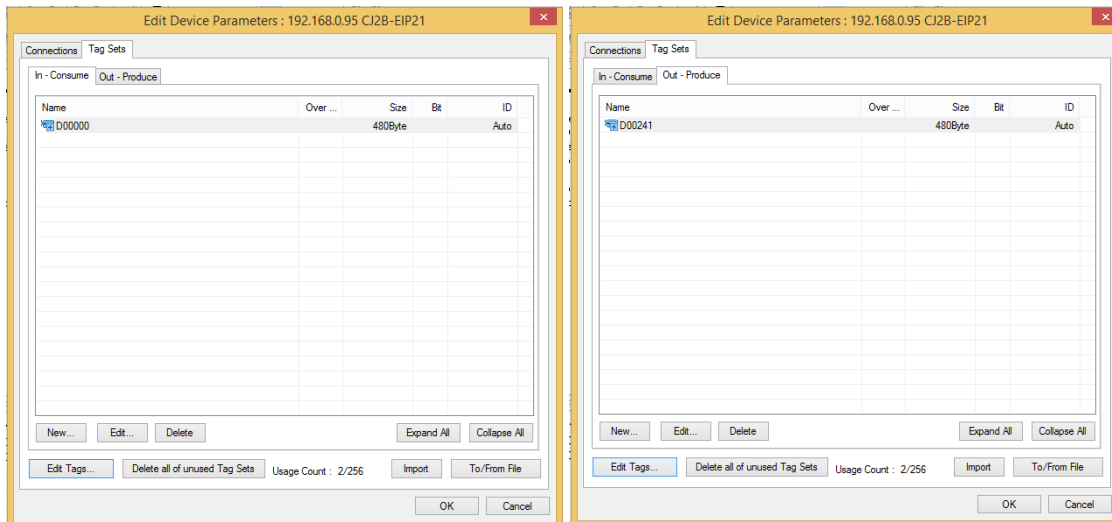 Edit Device Parameters : 192.168.0.95 CJ2B-EIP21
Connections Tag Sets
In - Consume Out - Produce
Name Over ... Size Bit ID
D00000 480Byte Auto
New... Edit... Delete Expand All Collapse All
Edit Tags... Delete all of unused Tag Sets Usage Count : 2/256 Import To/From File
OK Cancel
Edit Device Parameters : 192.168.0.95 CJ2B-EIP21
Connections Tag Sets
In - Consume Out - Produce
Name Over ... Size Bit ID
D00241 480Byte Auto
New... Edit... Delete Expand All Collapse All
Edit Tags... Delete all of unused Tag Sets Usage Count : 2/256 Import To/From File
OK Cancel